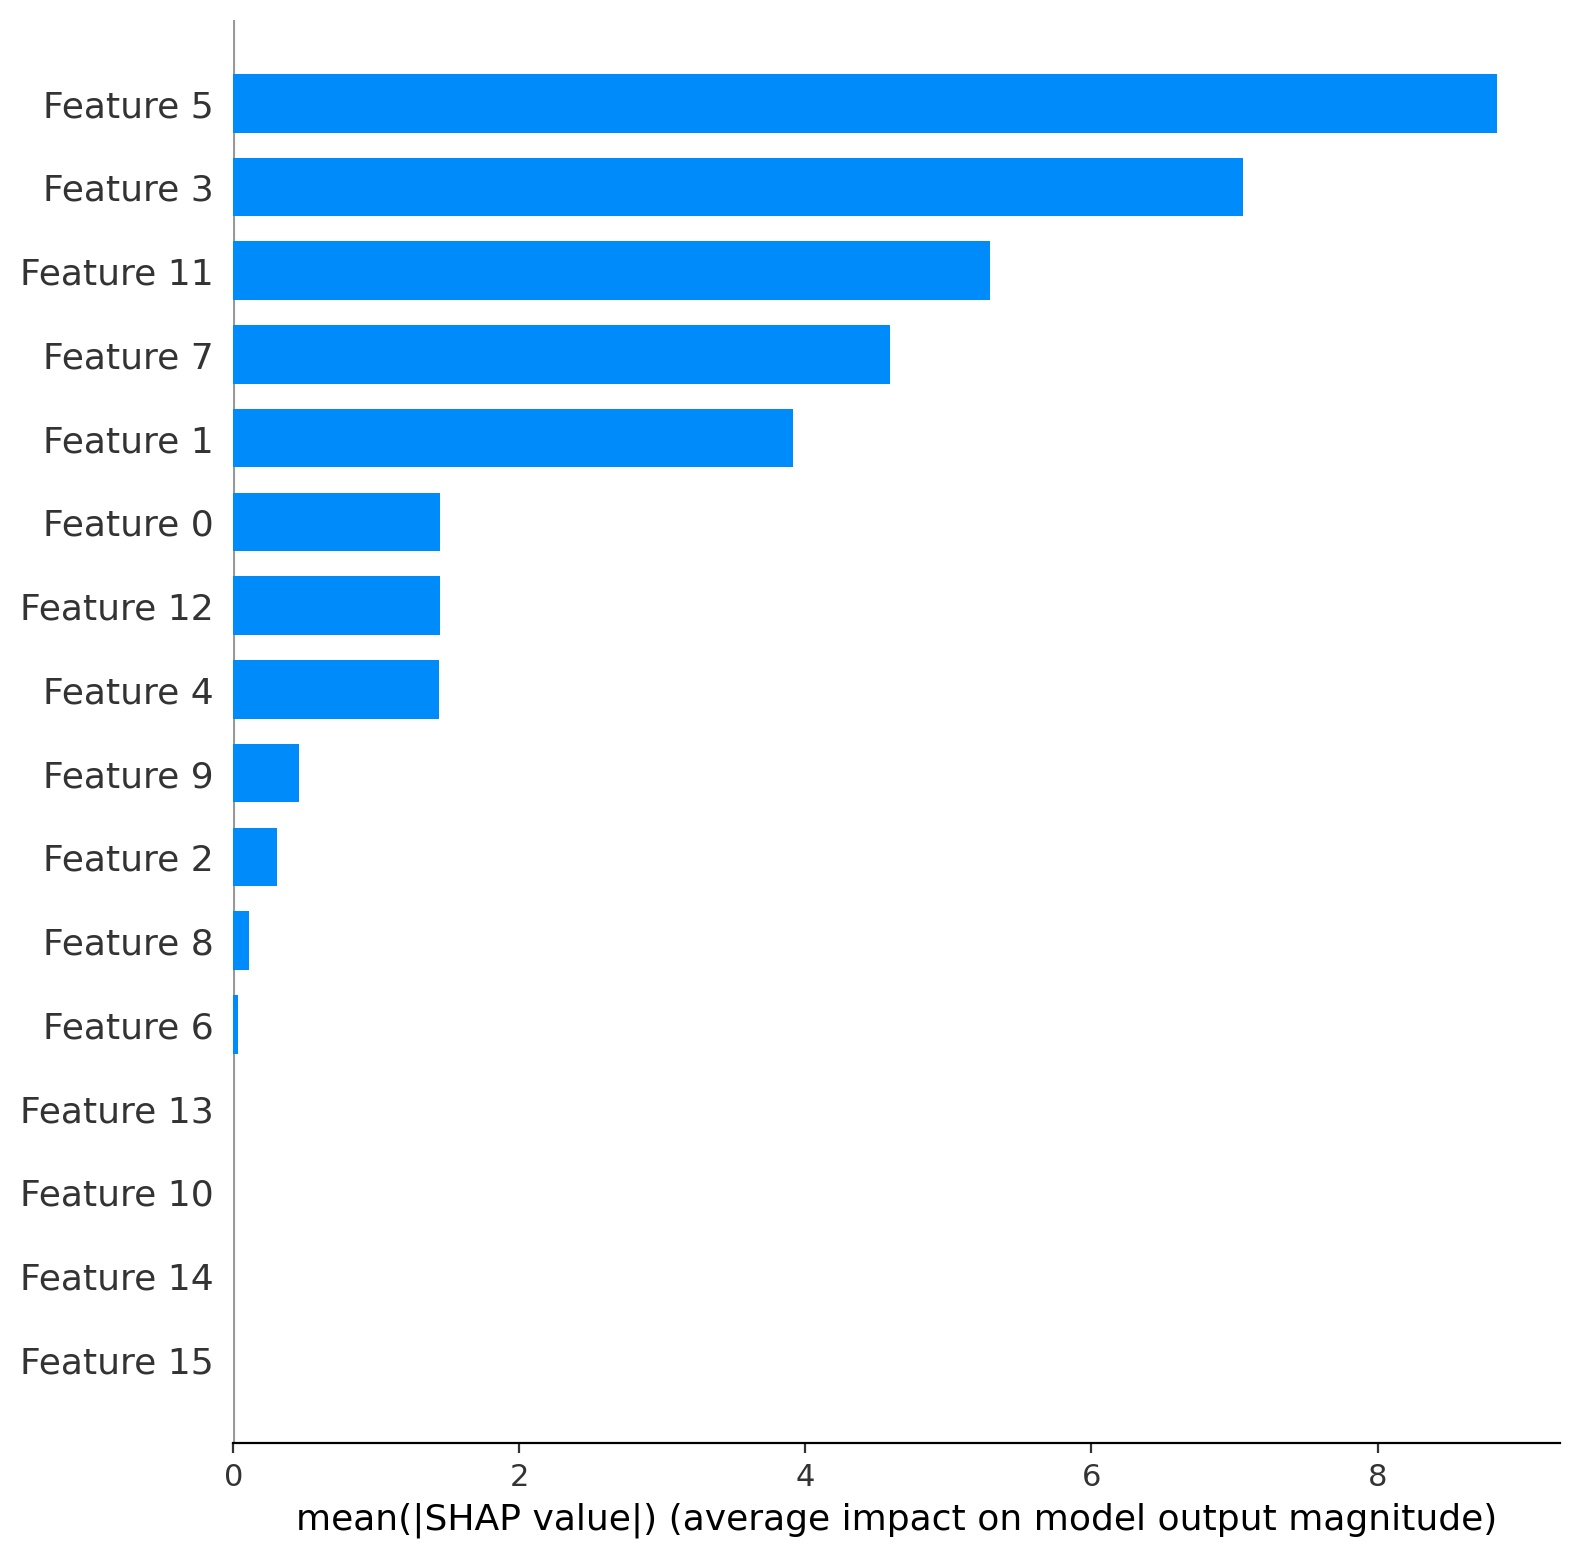 Feature 5
Feature 3
Feature 11
Feature 7
Feature 1
Feature 0
Feature 12
Feature 4
Feature 9
Feature 2
Feature 8
Feature 6
Feature 13
Feature 10
Feature 14
Feature 15
0 2 4 6 8
mean(|SHAP value|) (average impact on model output magnitude)